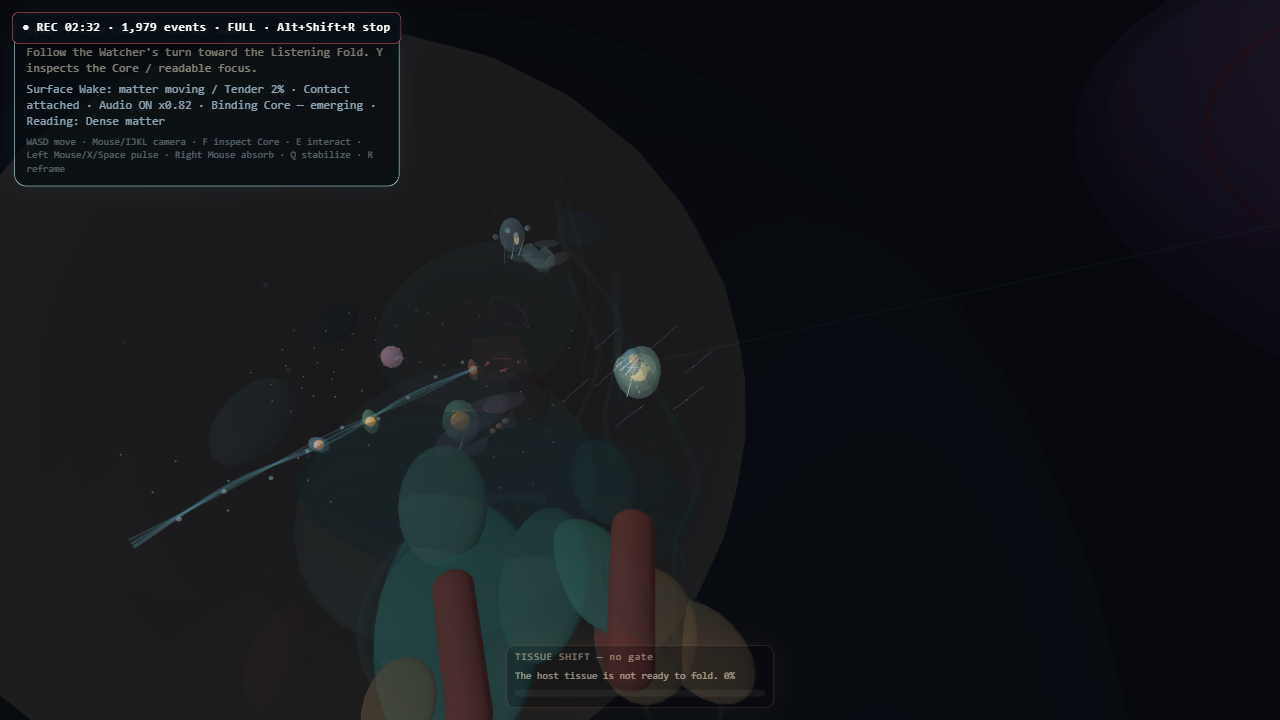 ● REC 02:32 · 1,979 events · FULL · Alt+Shift+R stop
Follow the Watcher's turn toward the Listening Fold. Y
inspects the Core / readable focus.
Surface Wake: matter moving / Tender 2% · Contact
attached · Audio ON x0.82 · Binding Core — emerging ·
Reading: Dense matter
WASD move · Mouse/IJKL camera · F inspect Core · E interact ·
Left Mouse/X/Space pulse · Right Mouse absorb · Q stabilize · R
reframe
TISSUE SHIFT — no gate
The host tissue is not ready to fold. 0%